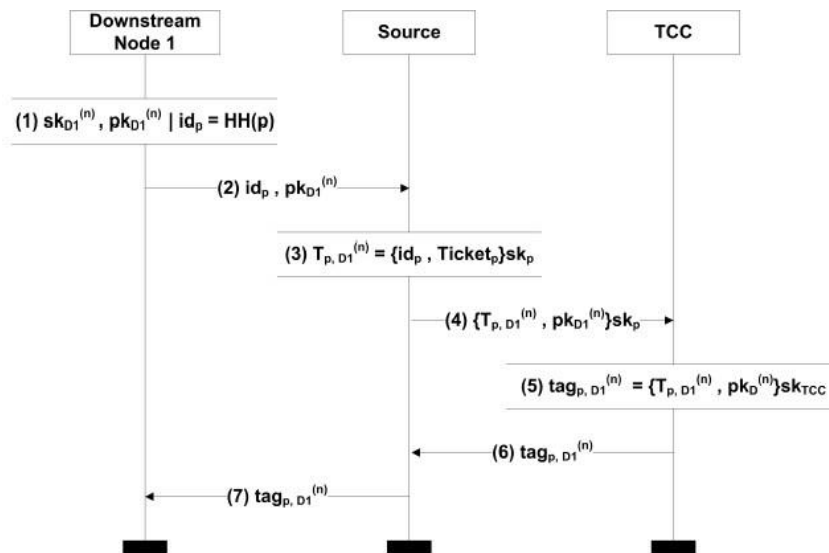 Downstream
Node 1
Source
TCC
(1) sk_D1^(n) , pk_D1^(n) | id_p = HH(p)
(2) id_p , pk_D1^(n)
(3) T_p, D1^(n) = {id_p , Ticket_p}sk_p
(4) {T_p, D1^(n) , pk_D1^(n)}sk_p
(5) tag_p, D1^(n) = {T_p, D1^(n) , pk_D^(n)}sk_TCC
(6) tag_p, D1^(n)
(7) tag_p, D1^(n)